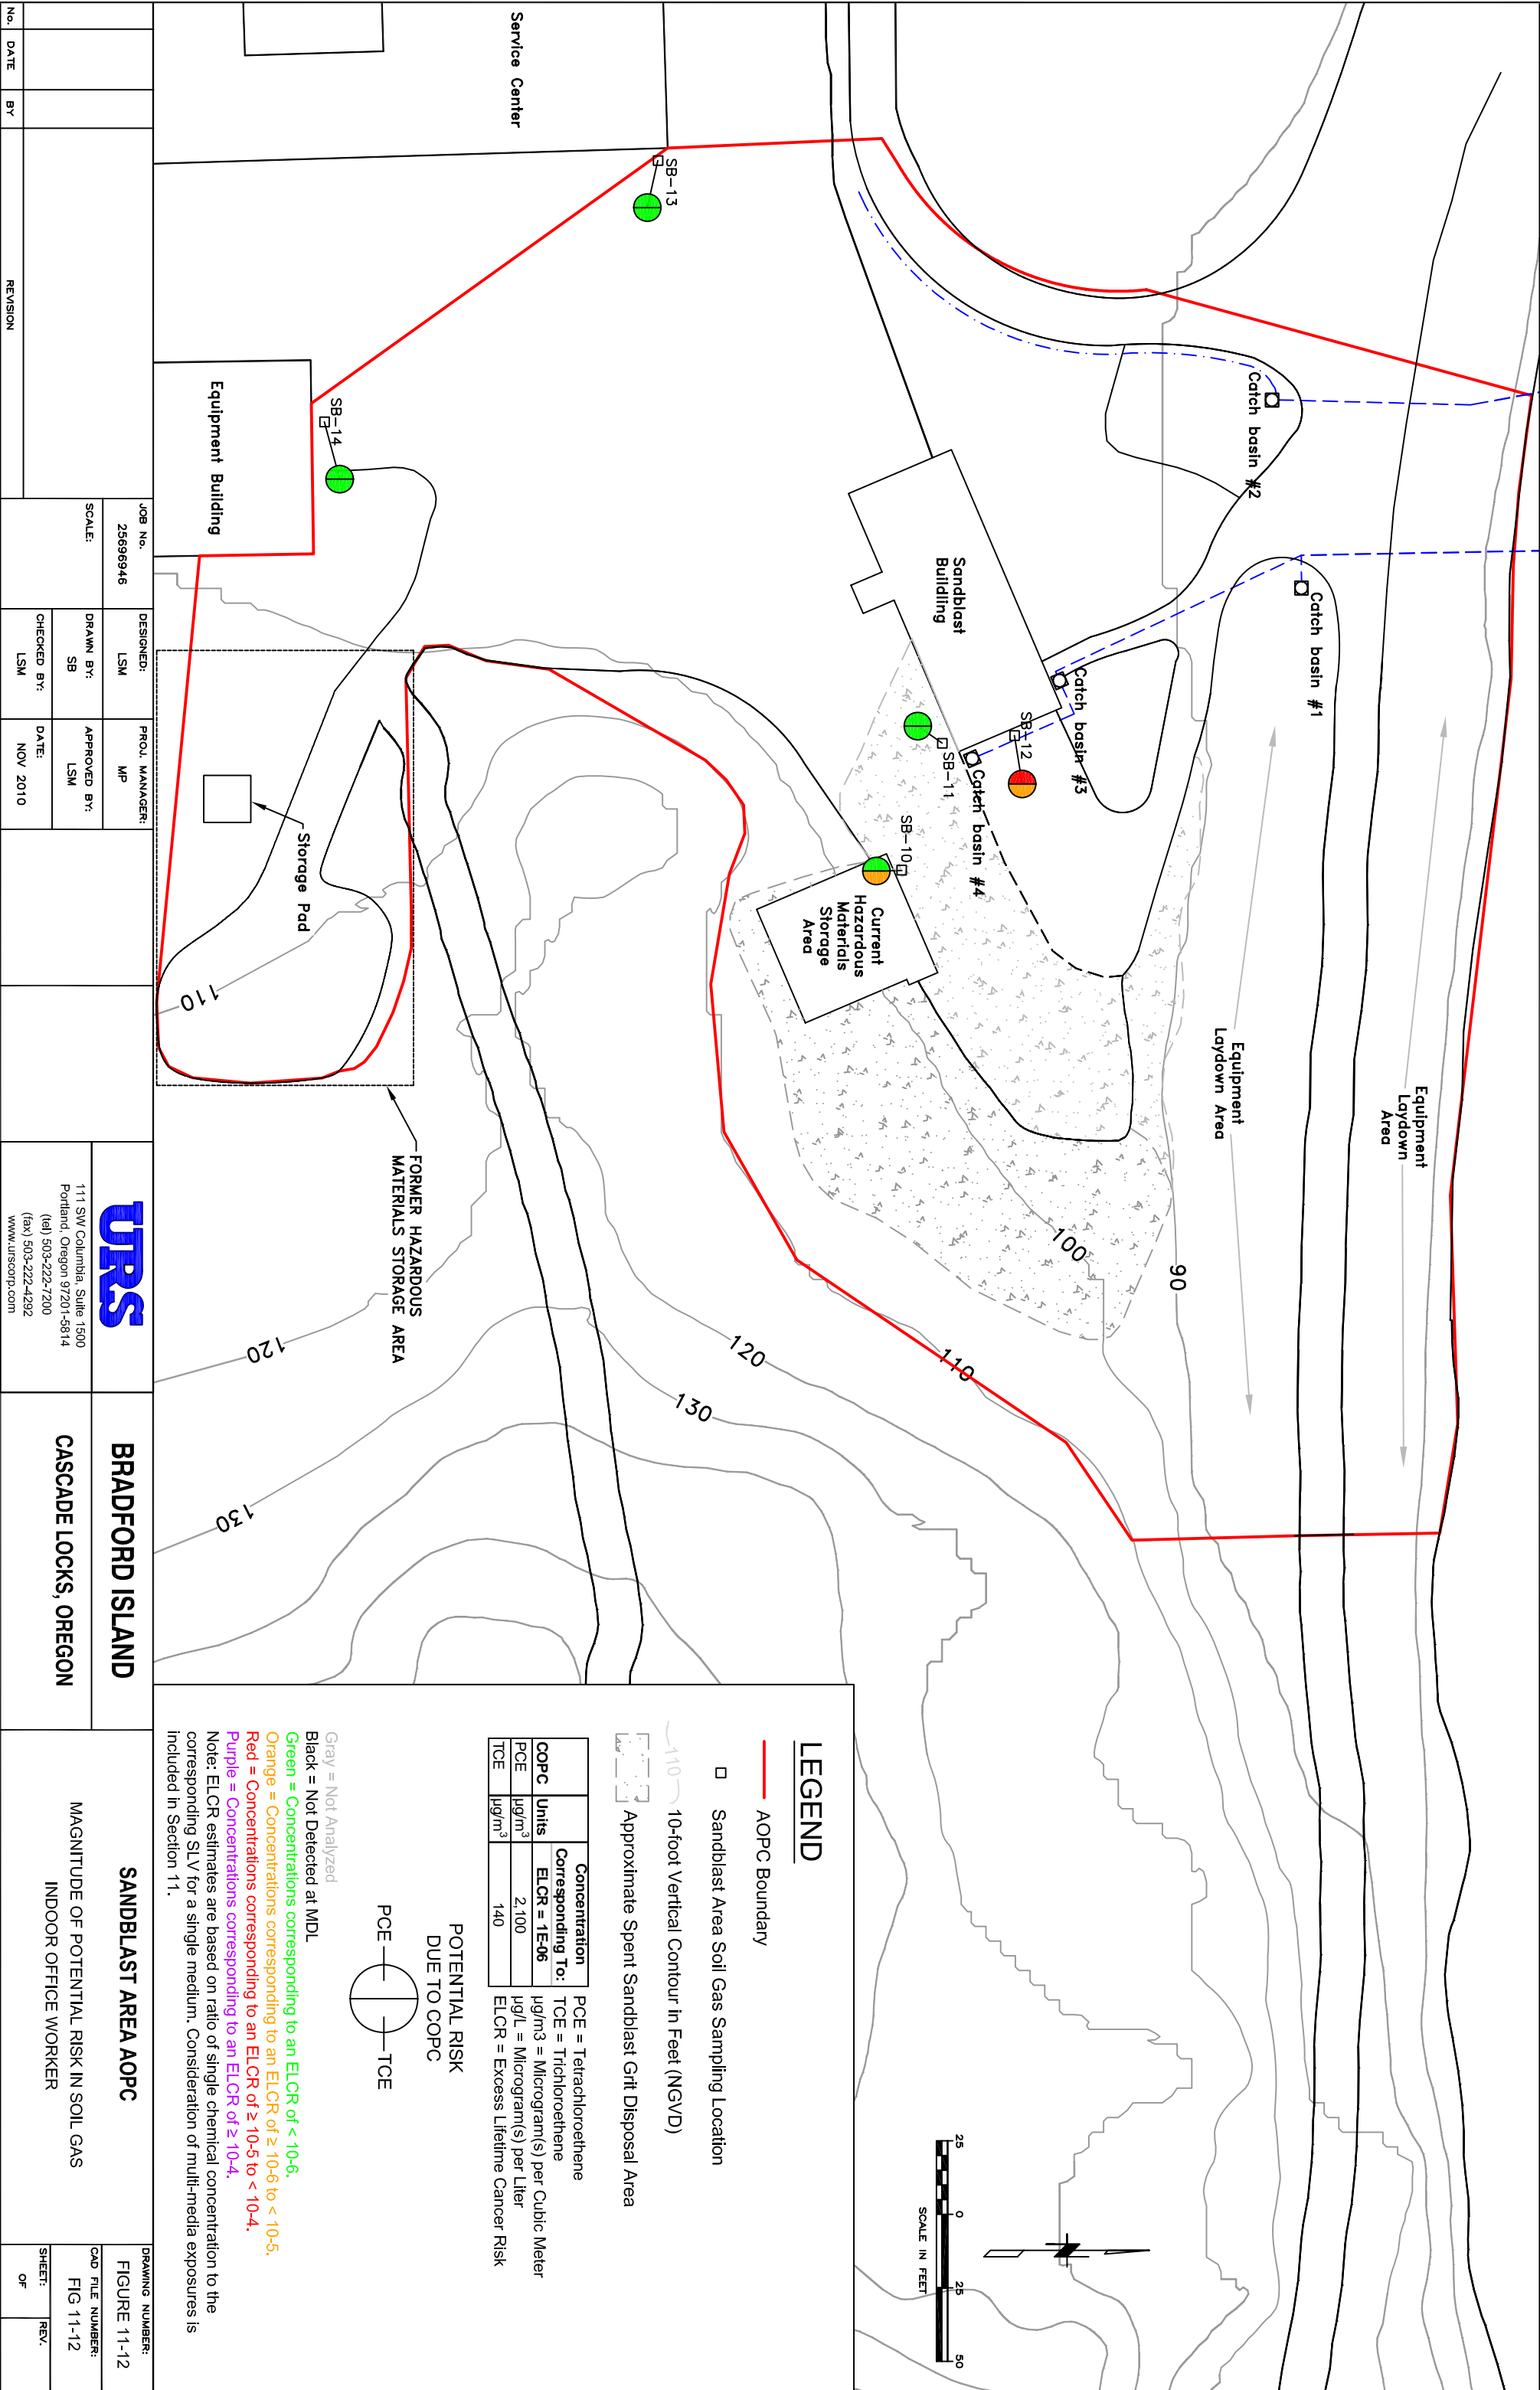 Service Center
SB-13
Catch basin #2
Catch basin #1
SB-14
Equipment Building
Sandblast
Building
Catch basin #3
SB-12
SB-11
Catch basin #4
SB-10
Current
Hazardous
Materials
Storage
Area
Storage Pad
110
Equipment
Laydown
Area
Equipment
Laydown Area
FORMER HAZARDOUS
MATERIALS STORAGE AREA
100
90
110
120
130
120
130
LEGEND
AOPC Boundary
Sandblast Area Soil Gas Sampling Location
110
10-foot Vertical Contour in Feet (NGVD)
Approximate Spent Sandblast Grit Disposal Area
COPC
Units
Concentration
Corresponding To:
ELCR = 1E-06
PCE µg/m3 2,100
TCE µg/m3 140
PCE = Tetrachloroethene
TCE = Trichloroethene
µg/m3 = Microgram(s) per Cubic Meter
µg/L = Microgram(s) per Liter
ELCR = Excess Lifetime Cancer Risk
POTENTIAL RISK
DUE TO COPC
PCE
TCE
Gray = Not Analyzed
Black = Not Detected at MDL
Green = Concentrations corresponding to an ELCR of < 10-6.
Orange = Concentrations corresponding to an ELCR of ≥ 10-6 to < 10-5.
Red = Concentrations corresponding to an ELCR of ≥ 10-5 to < 10-4.
Purple = Concentrations corresponding to an ELCR of ≥ 10-4.
Note: ELCR estimates are based on ratio of single chemical concentration to the
corresponding SLV for a single medium. Consideration of multi-media exposures is
included in Section 11.
25 0 25 50
SCALE IN FEET
No. DATE BY REVISION
JOB No.
25696946
SCALE:
DESIGNED:
LSM
DRAWN BY:
SB
CHECKED BY:
LSM
PROJ. MANAGER:
MP
APPROVED BY:
LSM
DATE:
NOV 2010
URS
111 SW Columbia, Suite 1500
Portland, Oregon 97201-5814
(tel) 503-222-7200
(fax) 503-222-4292
www.urscorp.com
BRADFORD ISLAND
CASCADE LOCKS, OREGON
SANDBLAST AREA AOPC
MAGNITUDE OF POTENTIAL RISK IN SOIL GAS
INDOOR OFFICE WORKER
DRAWING NUMBER:
FIGURE 11-12
CAD FILE NUMBER:
FIG 11-12
SHEET:
OF
REV.